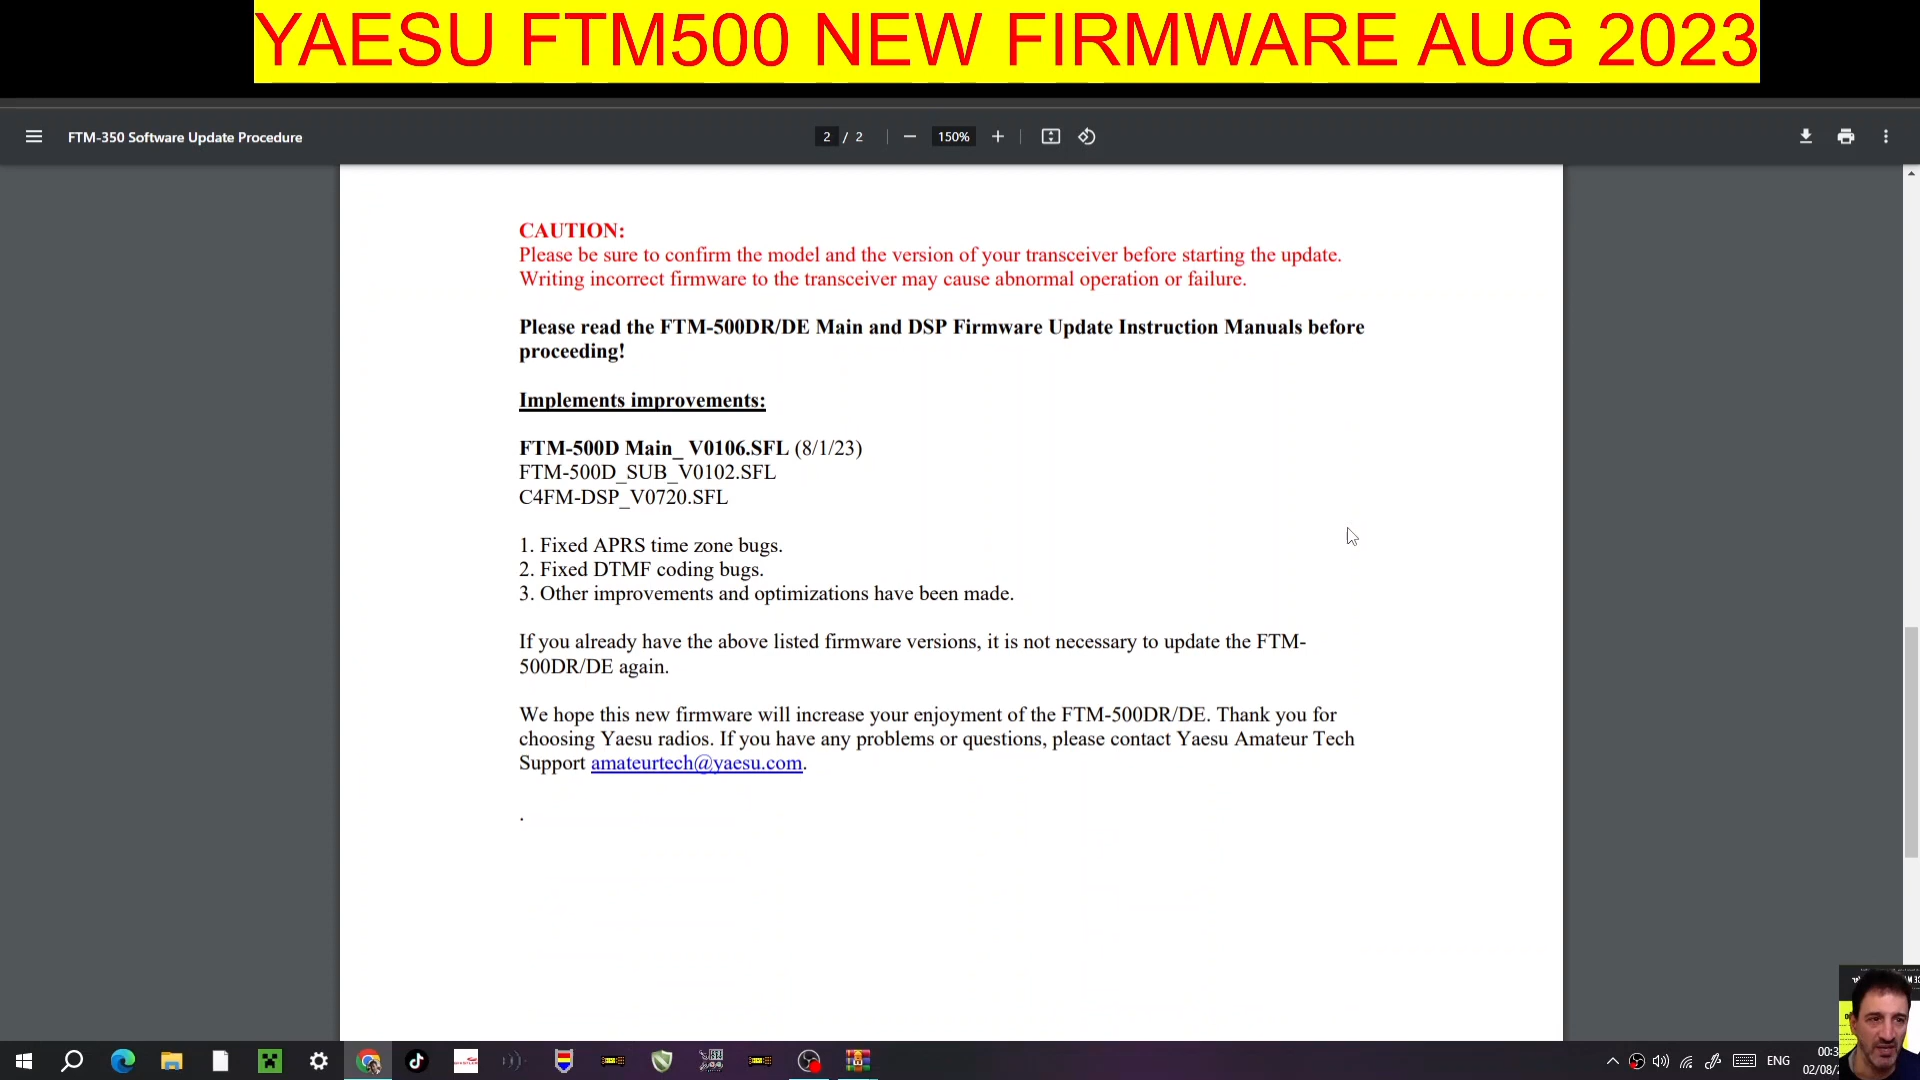 YAESU FTM500 NEW FIRMWARE AUG 2023
FTM-350 Software Update Procedure
2 / 2
150%
CAUTION:
Please be sure to confirm the model and the version of your transceiver before starting the update.
Writing incorrect firmware to the transceiver may cause abnormal operation or failure.
Please read the FTM-500DR/DE Main and DSP Firmware Update Instruction Manuals before
proceeding!
Implements improvements:
FTM-500D Main_ V0106.SFL (8/1/23)
FTM-500D_SUB_V0102.SFL
C4FM-DSP_V0720.SFL
1. Fixed APRS time zone bugs.
2. Fixed DTMF coding bugs.
3. Other improvements and optimizations have been made.
If you already have the above listed firmware versions, it is not necessary to update the FTM-
500DR/DE again.
We hope this new firmware will increase your enjoyment of the FTM-500DR/DE. Thank you for
choosing Yaesu radios. If you have any problems or questions, please contact Yaesu Amateur Tech
Support amateurtech@yaesu.com.
.
ENG